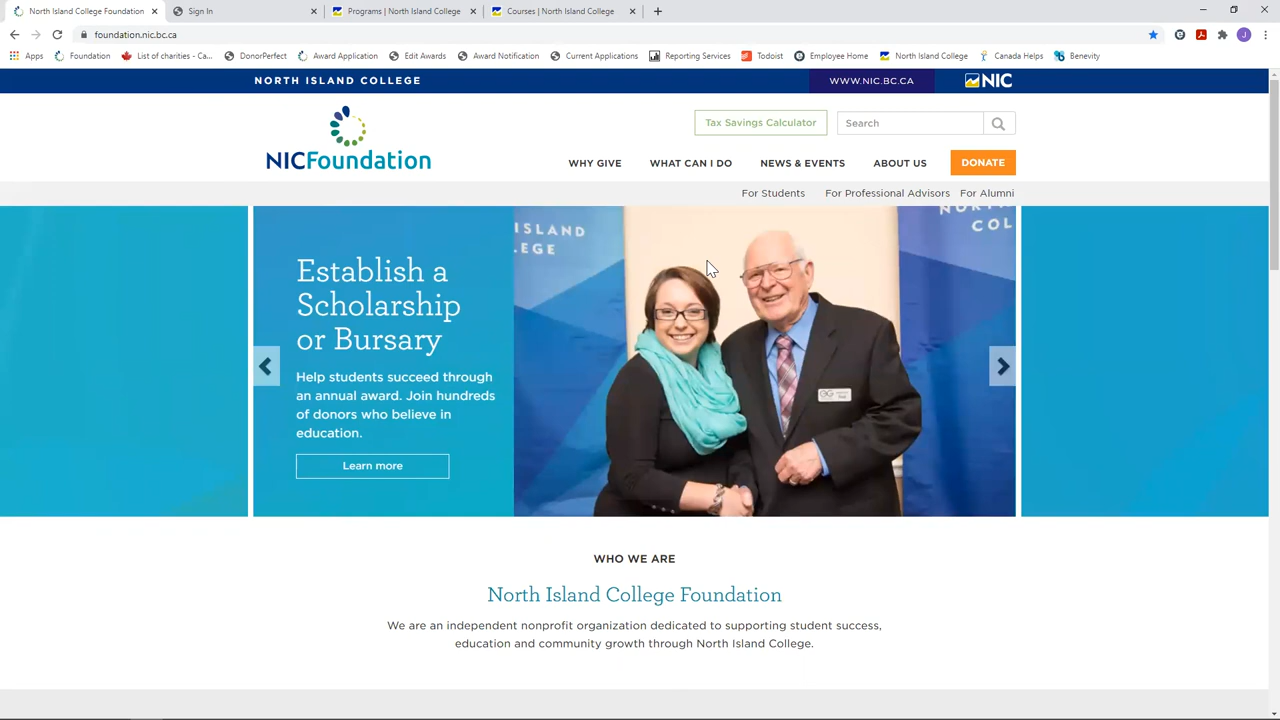 North Island College Foundation
Sign In
Programs | North Island College
Courses | North Island College
foundation.nic.bc.ca
J
Apps
Foundation
List of charities - Ca...
DonorPerfect
Award Application
Edit Awards
Award Notification
Current Applications
Reporting Services
Todoist
Employee Home
North Island College
Canada Helps
Benevity
NORTH ISLAND COLLEGE
WWW.NIC.BC.CA
NIC
NICFoundation
Tax Savings Calculator
Search
WHY GIVE
WHAT CAN I DO
NEWS & EVENTS
ABOUT US
DONATE
For Students
For Professional Advisors
For Alumni
Establish a
Scholarship
or Bursary
Help students succeed through
an annual award. Join hundreds
of donors who believe in
education.
Learn more
ISLAND
EGE
COL
WHO WE ARE
North Island College Foundation
We are an independent nonprofit organization dedicated to supporting student success,
education and community growth through North Island College.